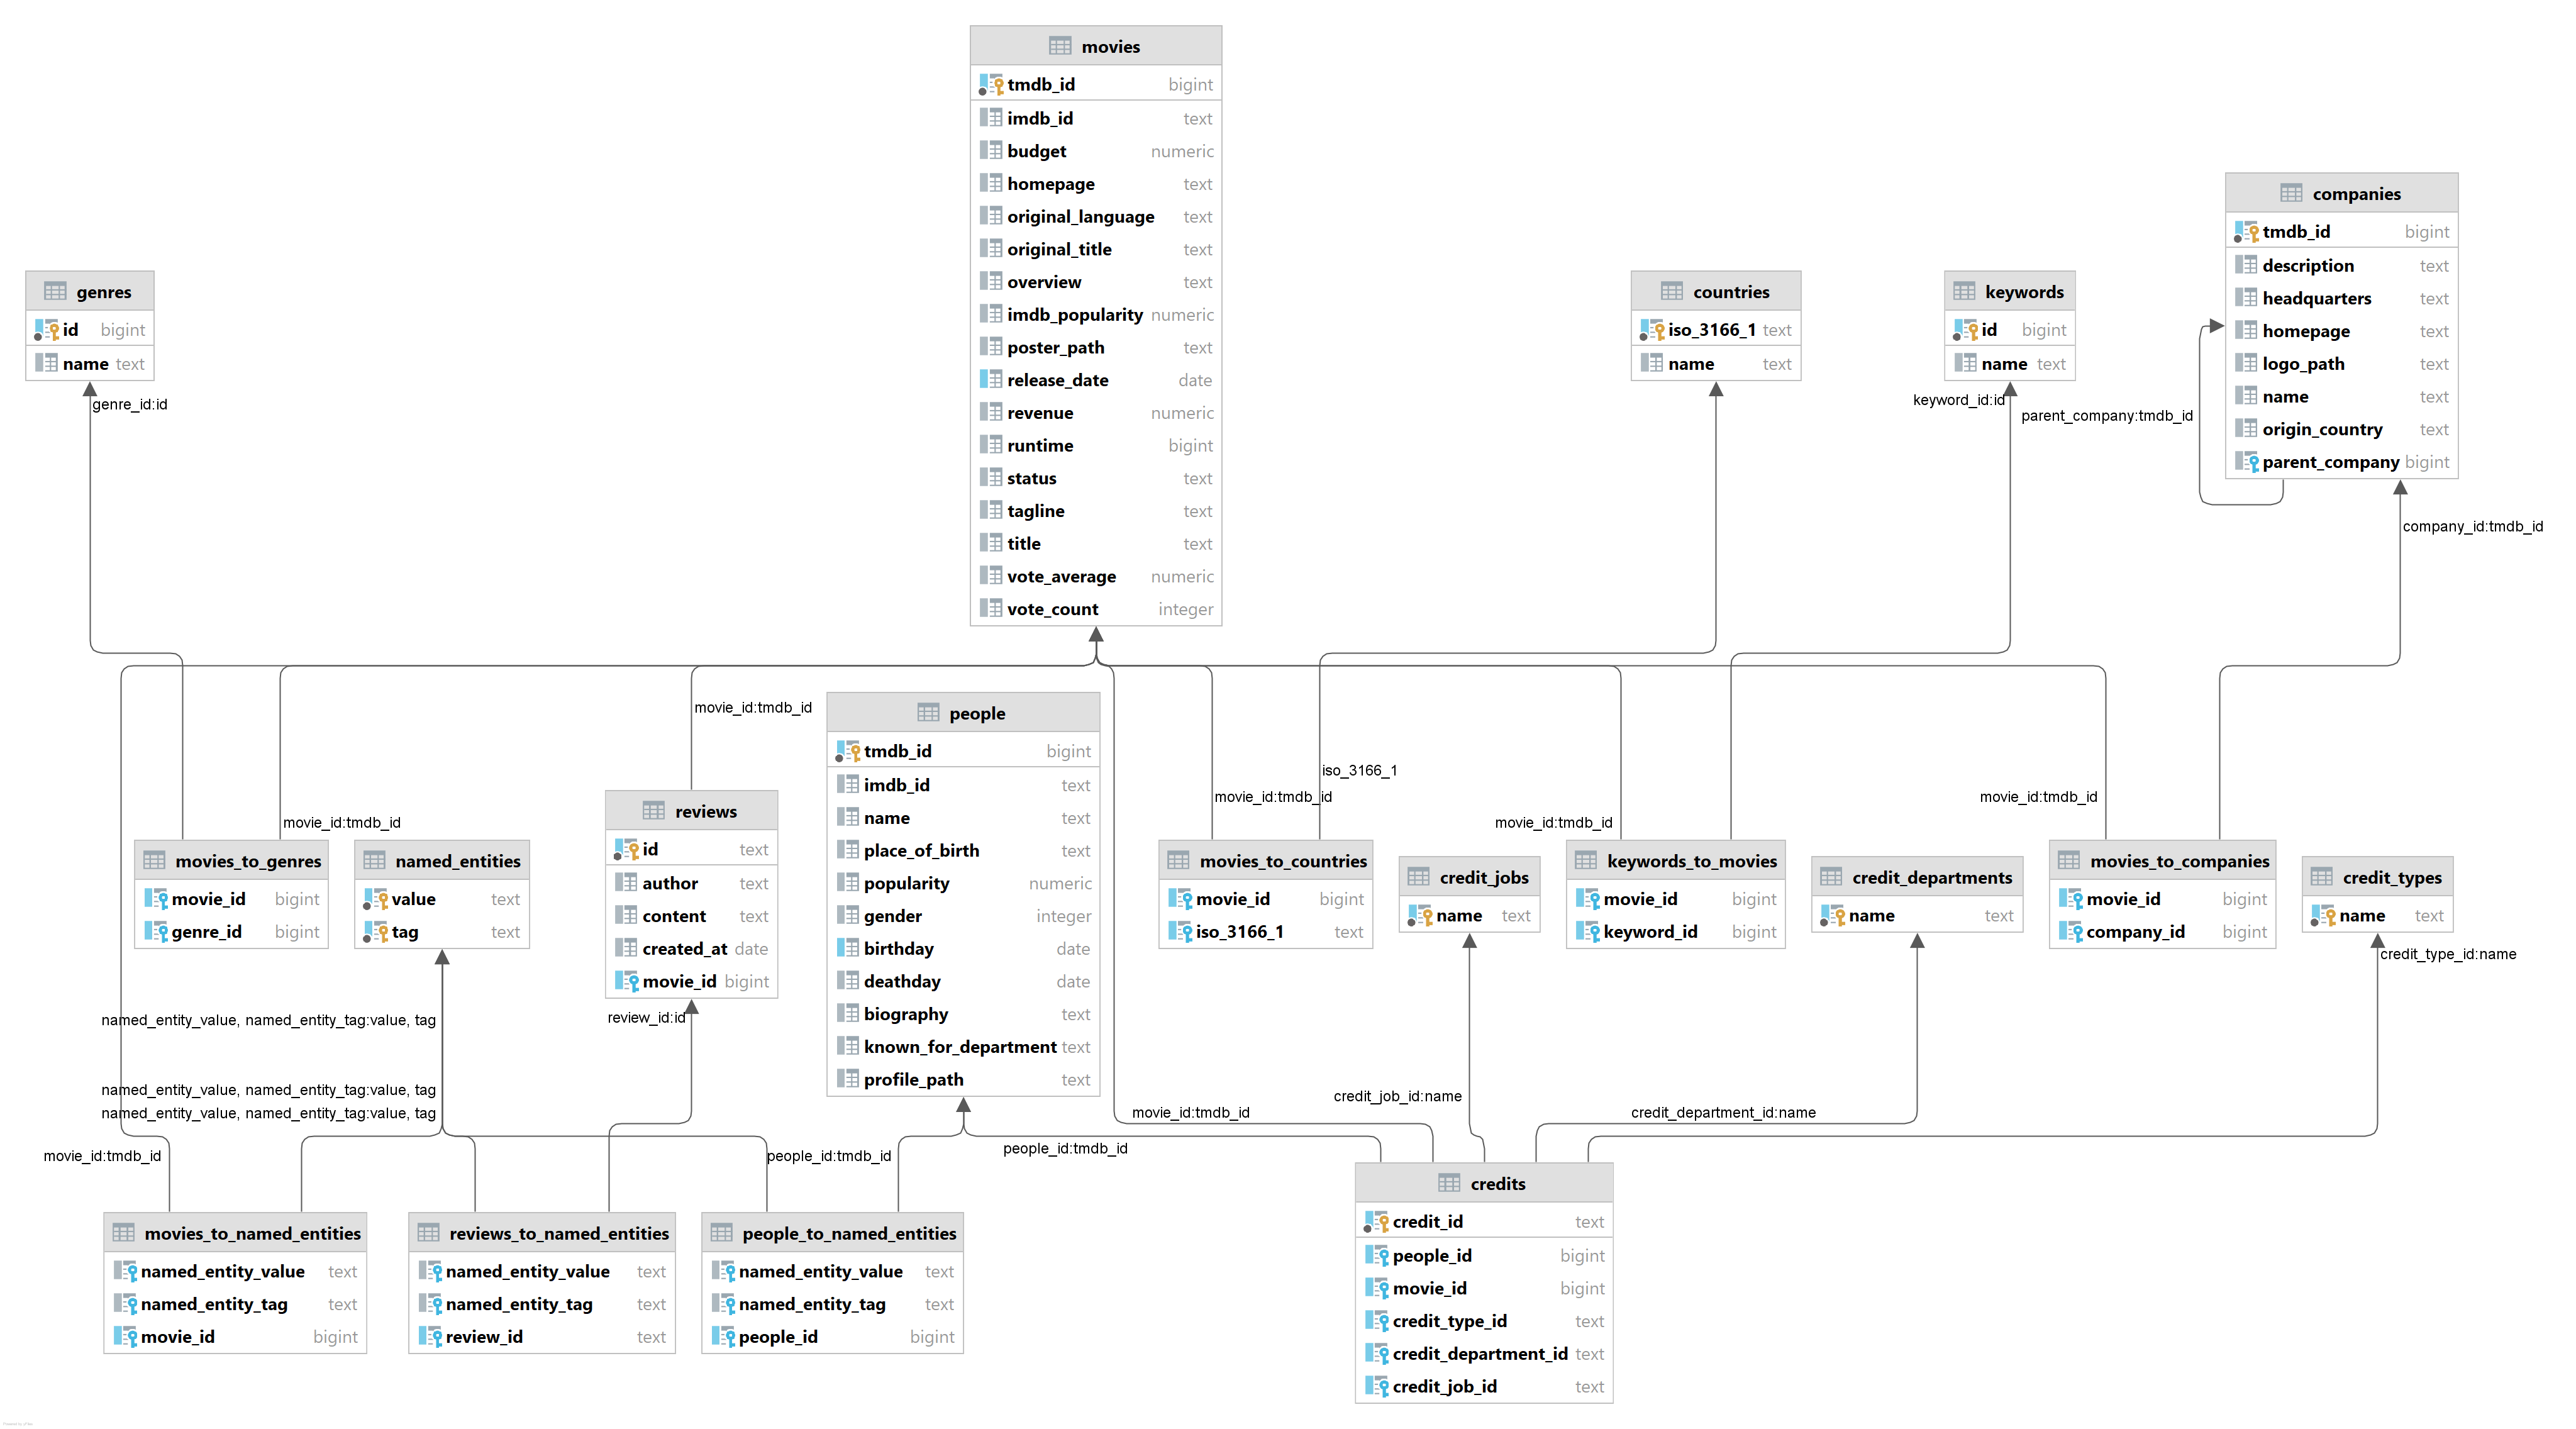 movies
tmdb_id bigint
imdb_id text
budget numeric
homepage text
original_language text
original_title text
overview text
imdb_popularity numeric
poster_path text
release_date date
revenue numeric
runtime bigint
status text
tagline text
title text
vote_average numeric
vote_count integer
companies
tmdb_id bigint
description text
headquarters text
homepage text
logo_path text
name text
origin_country text
parent_company bigint
genres
id bigint
name text
countries
iso_3166_1 text
name text
keywords
id bigint
name text
genre_id:id
keyword_id:id
parent_company:tmdb_id
company_id:tmdb_id
movie_id:tmdb_id
people
tmdb_id bigint
imdb_id text
name text
place_of_birth text
popularity numeric
gender integer
birthday date
deathday date
biography text
known_for_department text
profile_path text
iso_3166_1
movie_id:tmdb_id
movie_id:tmdb_id
movie_id:tmdb_id
movie_id:tmdb_id
reviews
id text
author text
content text
created_at date
movie_id bigint
movies_to_genres
movie_id bigint
genre_id bigint
named_entities
value text
tag text
movies_to_countries
movie_id bigint
iso_3166_1 text
credit_jobs
name text
keywords_to_movies
movie_id bigint
keyword_id bigint
credit_departments
name text
movies_to_companies
movie_id bigint
company_id bigint
credit_types
name text
credit_type_id:name
named_entity_value, named_entity_tag:value, tag
review_id:id
named_entity_value, named_entity_tag:value, tag
named_entity_value, named_entity_tag:value, tag
credit_job_id:name
movie_id:tmdb_id
credit_department_id:name
movie_id:tmdb_id
people_id:tmdb_id
people_id:tmdb_id
movies_to_named_entities
named_entity_value text
named_entity_tag text
movie_id bigint
reviews_to_named_entities
named_entity_value text
named_entity_tag text
review_id text
people_to_named_entities
named_entity_value text
named_entity_tag text
people_id bigint
credits
credit_id text
people_id bigint
movie_id bigint
credit_type_id text
credit_department_id text
credit_job_id text